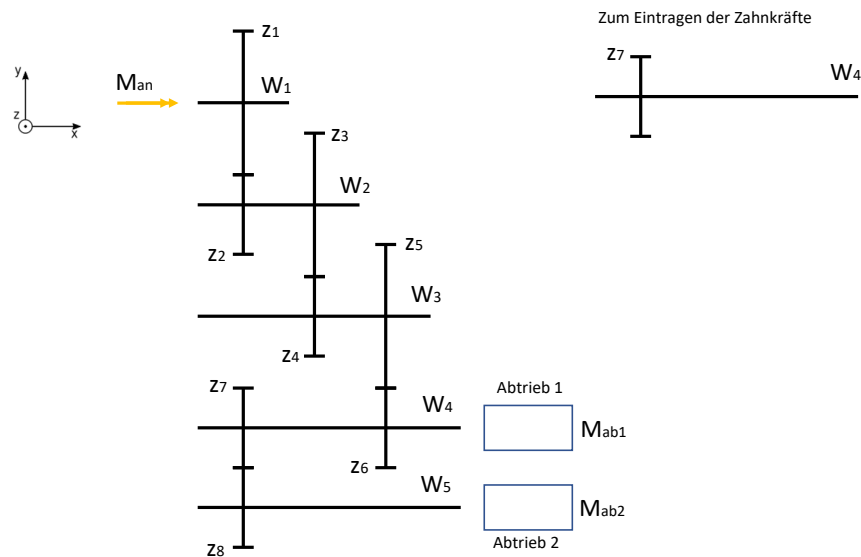 Zum Eintragen der Zahnkräfte
z1
z7
W4
y
Man
W1
z
x
z3
W2
z2
z5
W3
z4
z7
Abtrieb 1
W4
Mab1
z6
W5
Mab2
z8
Abtrieb 2